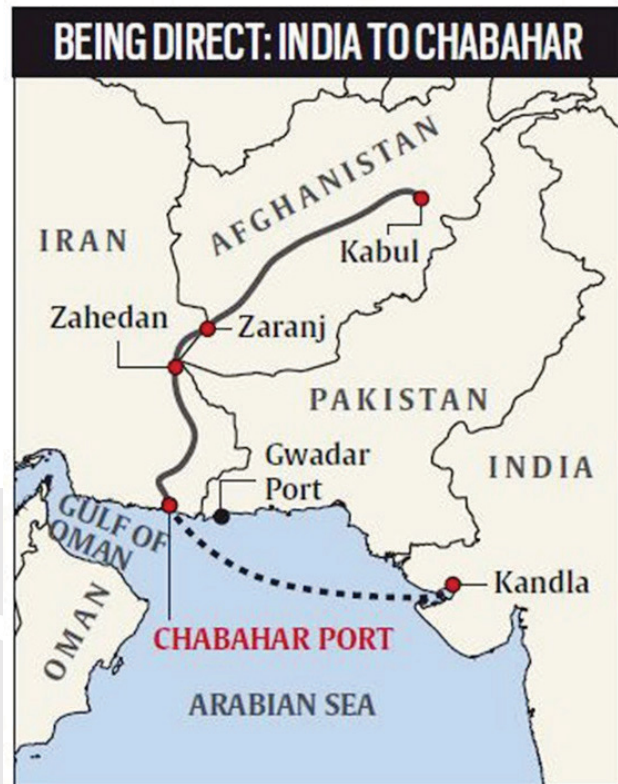 BEING DIRECT: INDIA TO CHABAHAR
AFGHANISTAN
IRAN
Kabul
Zahedan
Zaranj
PAKISTAN
Gwadar
Port
INDIA
GULF OF
OMAN
Kandla
OMAN
CHABAHAR PORT
ARABIAN SEA